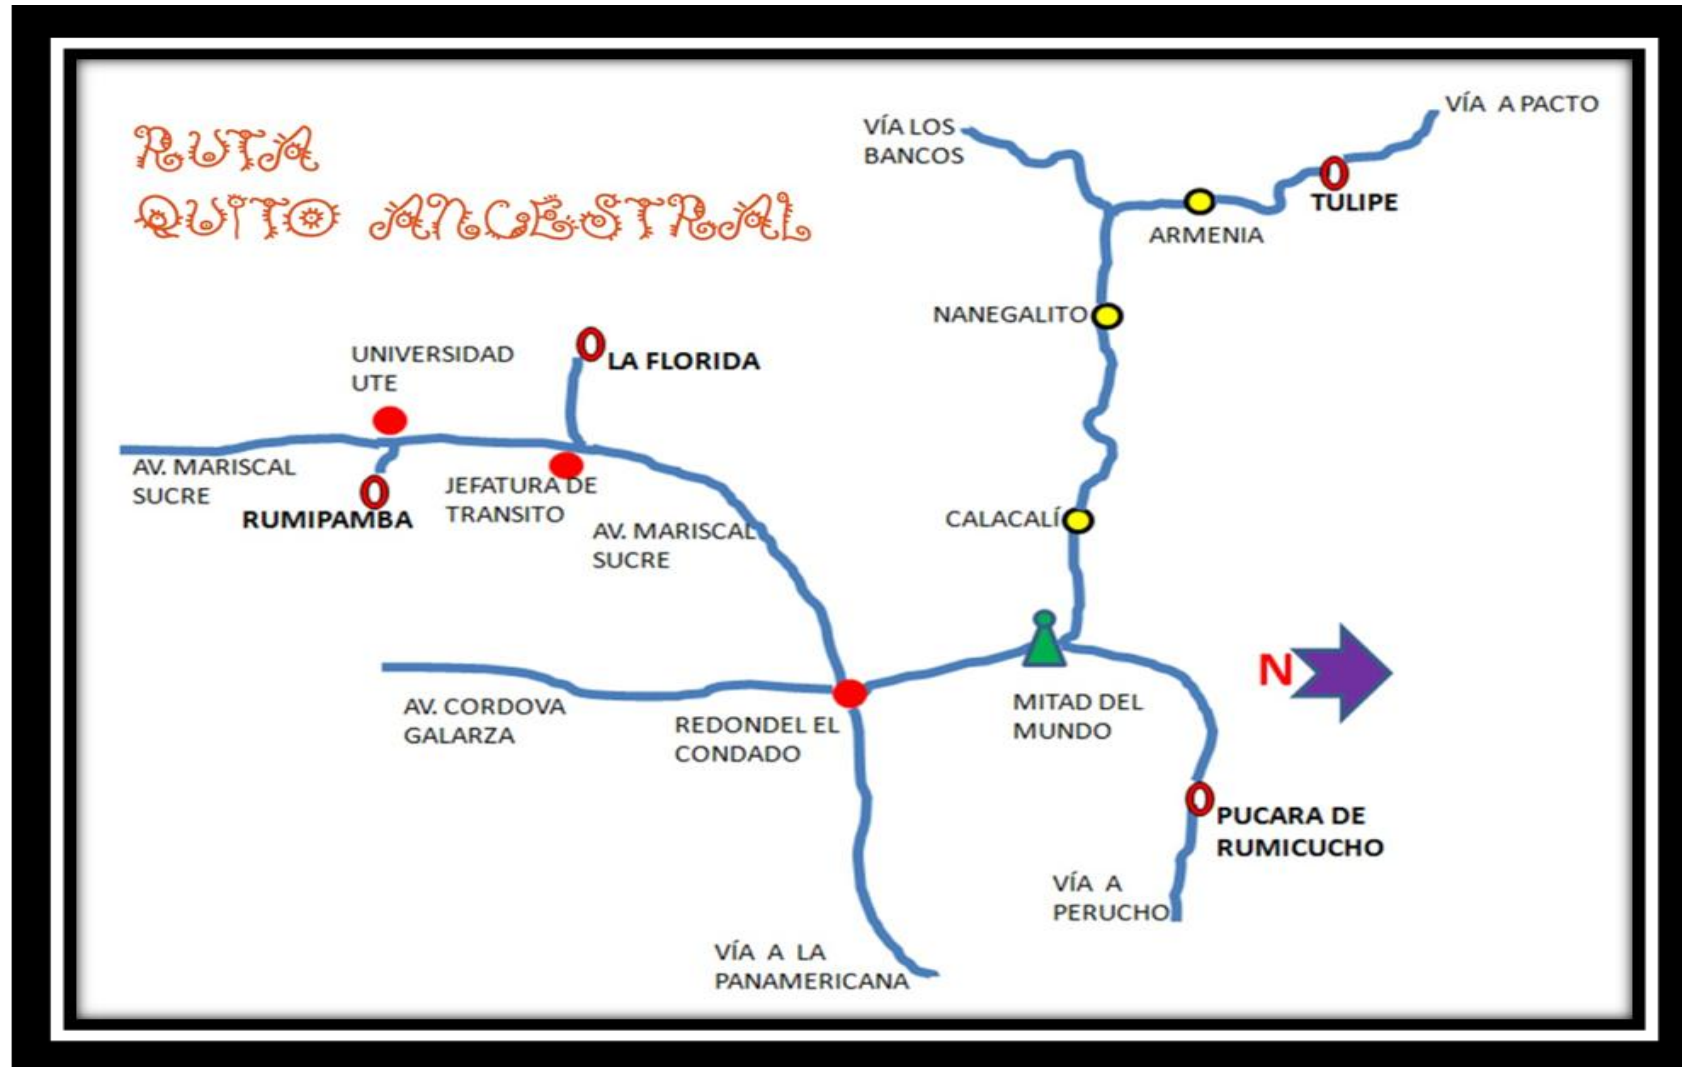 RUTA
QUITO ANCESTRAL
VÍA A PACTO
VÍA LOS
BANCOS
TULIPE
ARMENIA
NANEGALITO
UNIVERSIDAD
UTE
LA FLORIDA
AV. MARISCAL
SUCRE
RUMIPAMBA
JEFATURA DE
TRANSITO
AV. MARISCAL
SUCRE
CALACALÍ
N
AV. CORDOVA
GALARZA
REDONDEL EL
CONDADO
MITAD DEL
MUNDO
PUCARA DE
RUMICUCHO
VÍA A
PERUCHO
VÍA A LA
PANAMERICANA